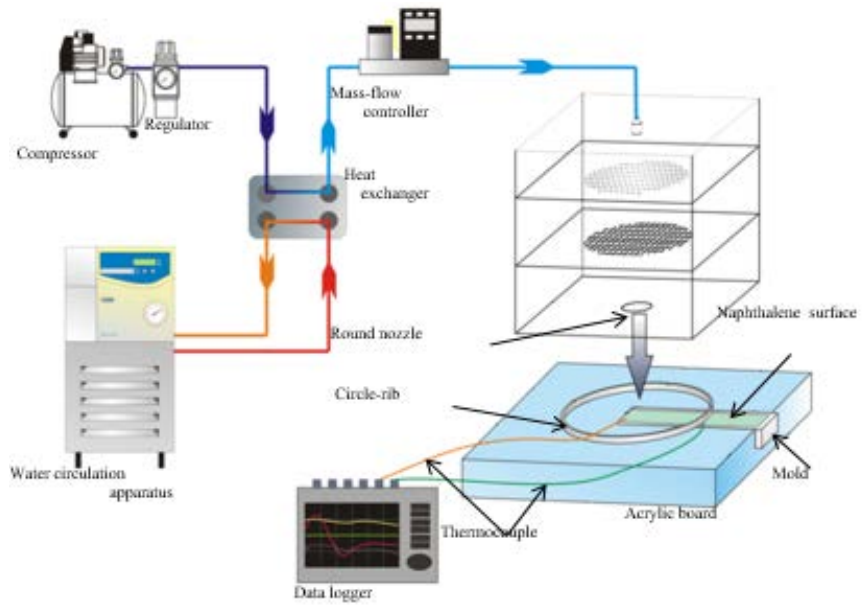 Mass-flow
controller
Regulator
Compressor
Heat
exchanger
Round nozzle
Naphthalene surface
Circle-rib
Water circulation
apparatus
Mold
Acrylic board
Thermocouple
Data logger